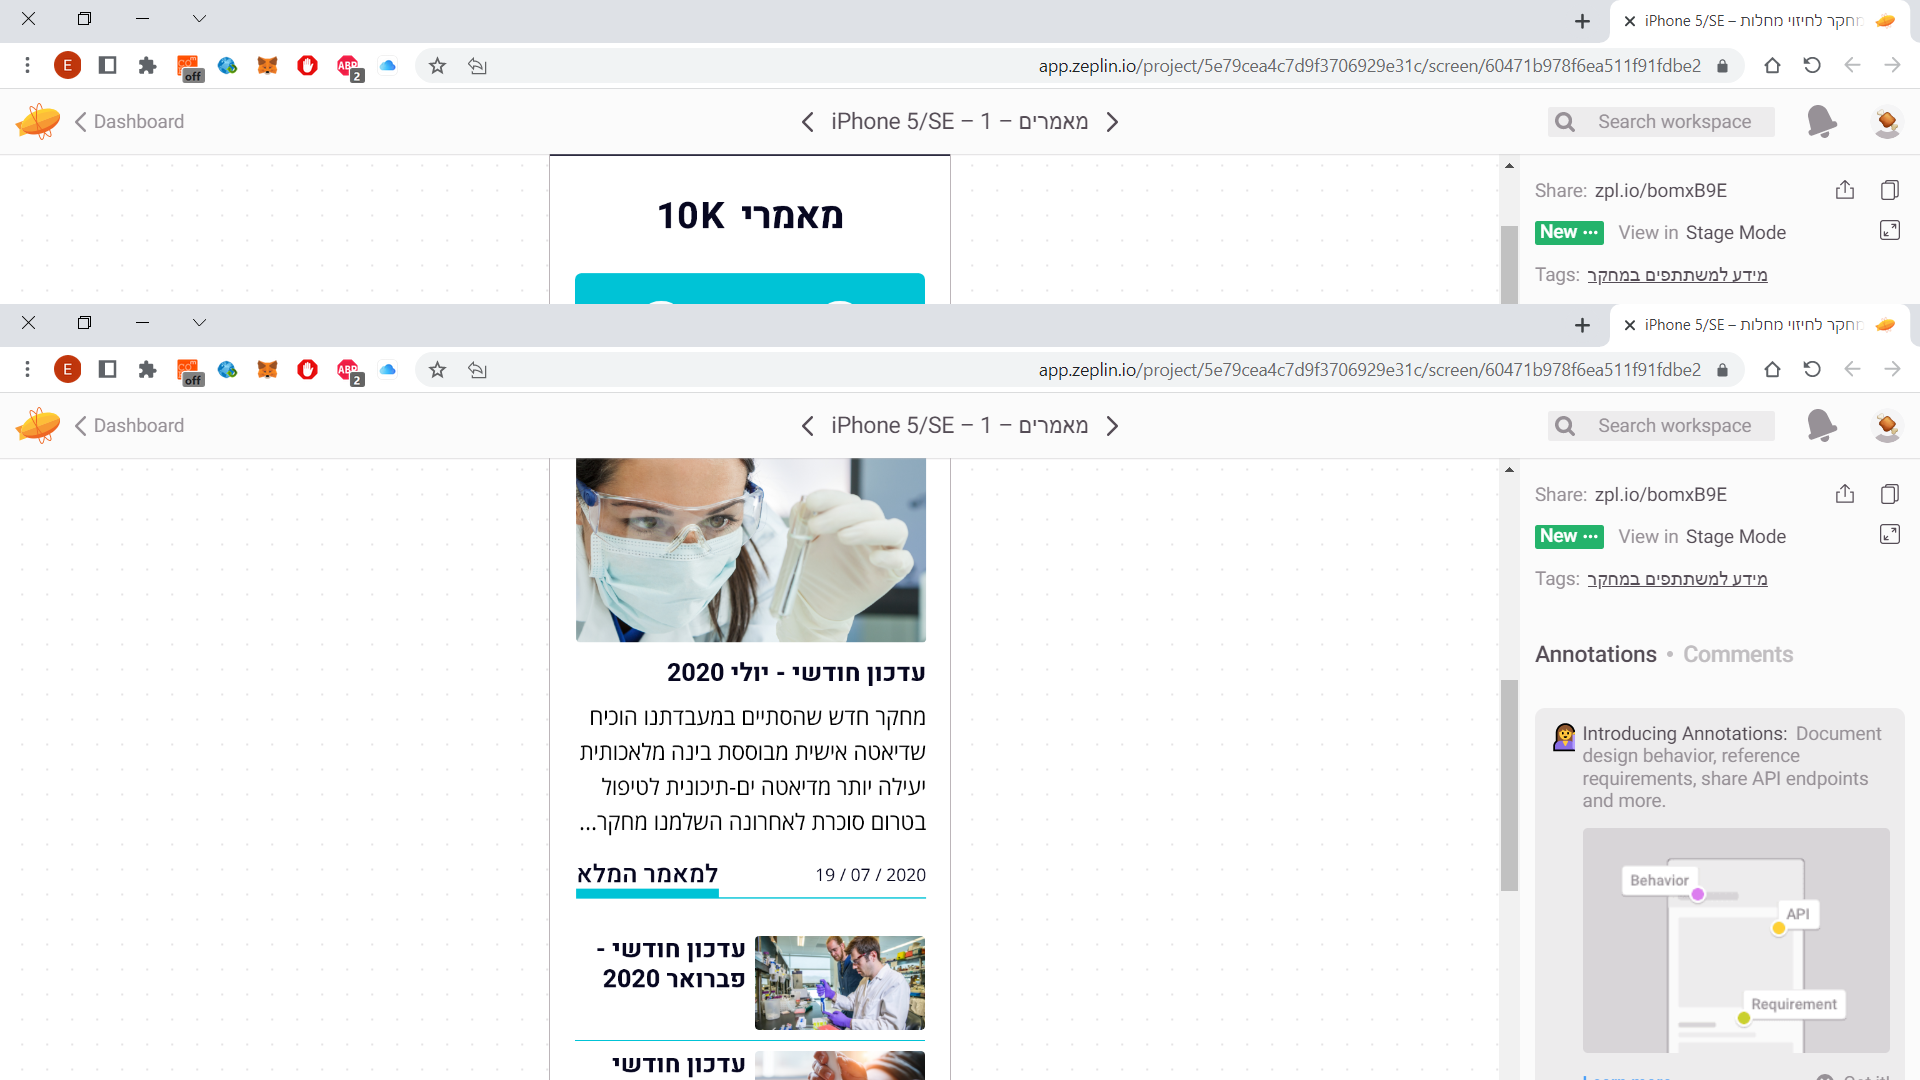 iPhone 5/SE – מחקר לחיזוי מחלות
E
off
ABP
2
app.zeplin.io/project/5e79cea4c7d9f3706929e31c/screen/60471b978f6ea511f91fdbe2
Dashboard
iPhone 5/SE – 1 – מאמרים
Search workspace
מאמרי 10K
Share: zpl.io/bomxB9E
New ···
View in Stage Mode
Tags: מידע למשתתפים במחקר
iPhone 5/SE – מחקר לחיזוי מחלות
E
off
ABP
2
app.zeplin.io/project/5e79cea4c7d9f3706929e31c/screen/60471b978f6ea511f91fdbe2
Dashboard
iPhone 5/SE – 1 – מאמרים
Search workspace
עדכון חודשי - יולי 2020
מחקר חדש שהסתיים במעבדתנו הוכיח
שדיאטה אישית מבוססת בינה מלאכותית
יעילה יותר מדיאטה ים-תיכונית לטיפול
בטרום סוכרת לאחרונה השלמנו מחקר...
19 / 07 / 2020
למאמר המלא
עדכון חודשי -
פברואר 2020
עדכון חודשי
Share: zpl.io/bomxB9E
New ···
View in Stage Mode
Tags: מידע למשתתפים במחקר
Annotations • Comments
Introducing Annotations: Document
design behavior, reference
requirements, share API endpoints
and more.
Behavior
API
Requirement